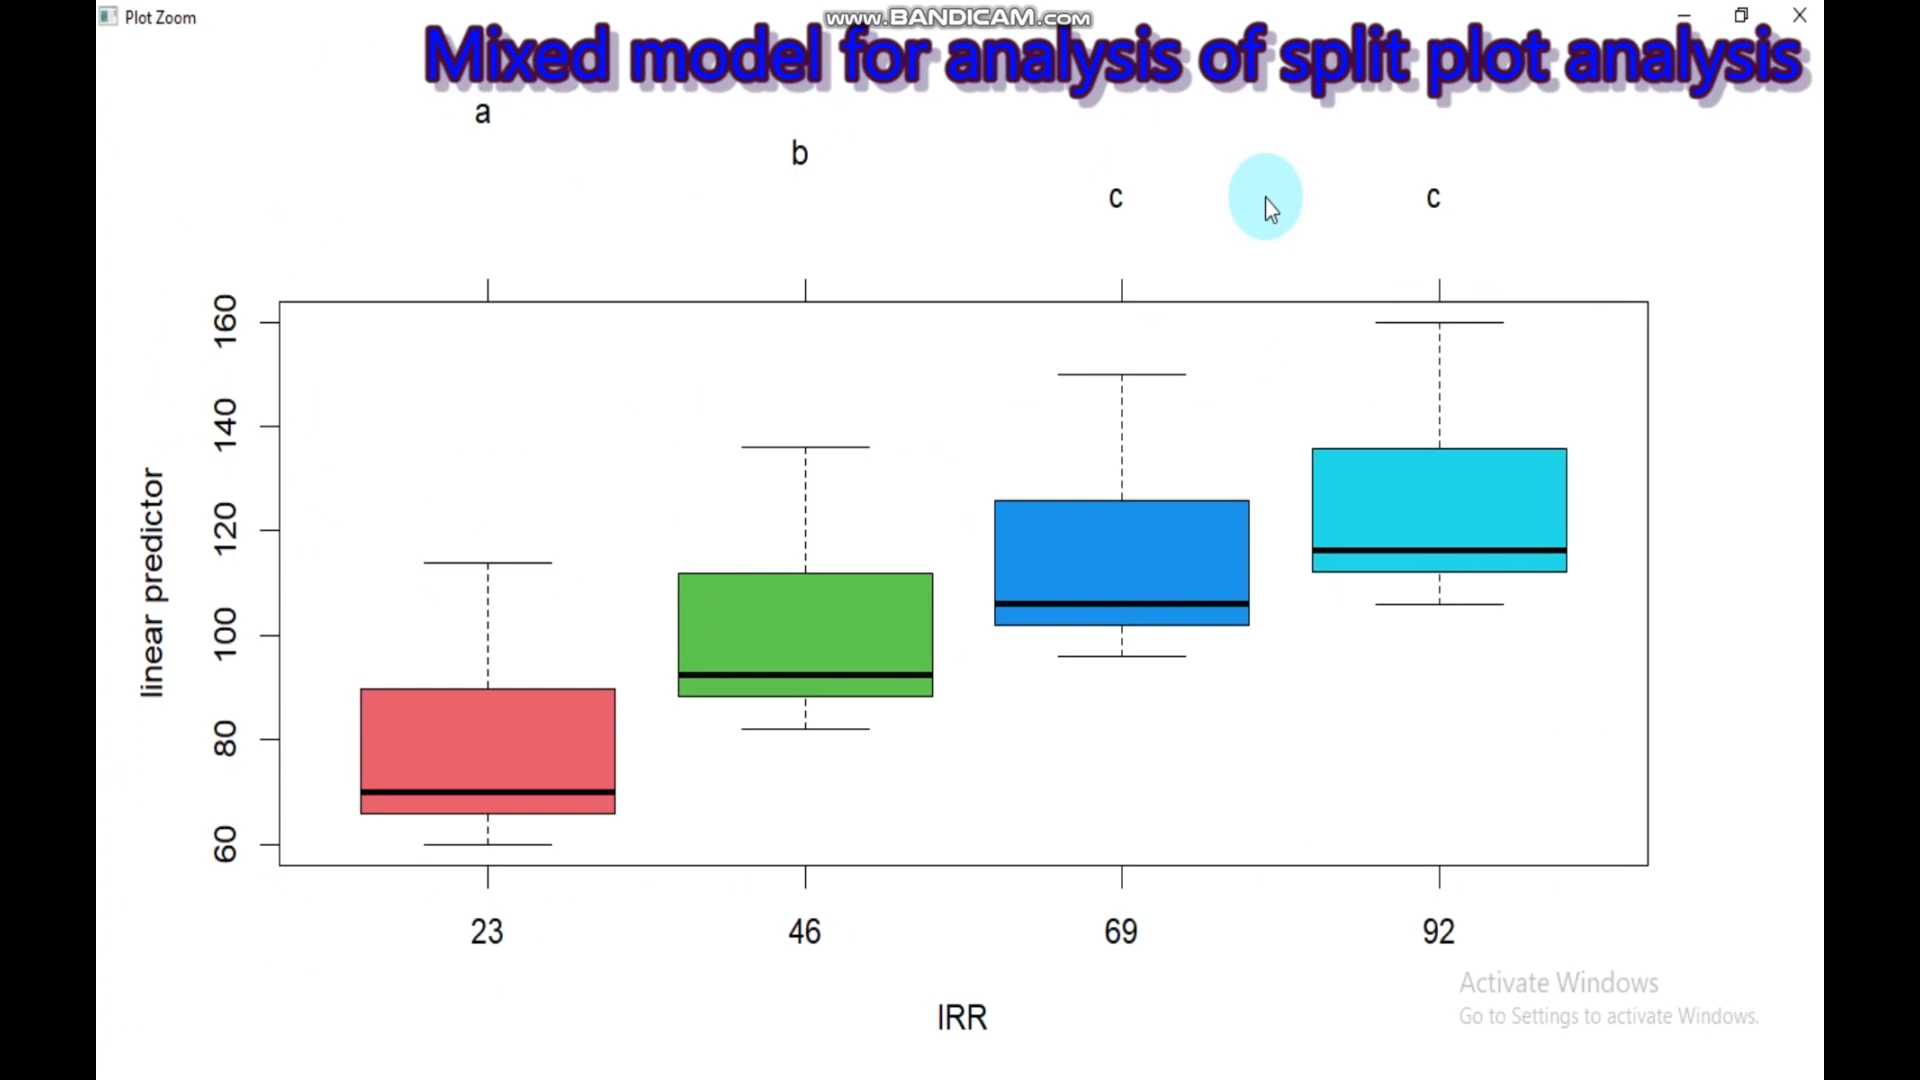 Plot Zoom
www.BANDICAM.com
Mixed model for analysis of split plot analysis
a
b
c
c
160
140
120
100
80
60
linear predictor
23
46
69
92
IRR
Activate Windows
Go to Settings to activate Windows.